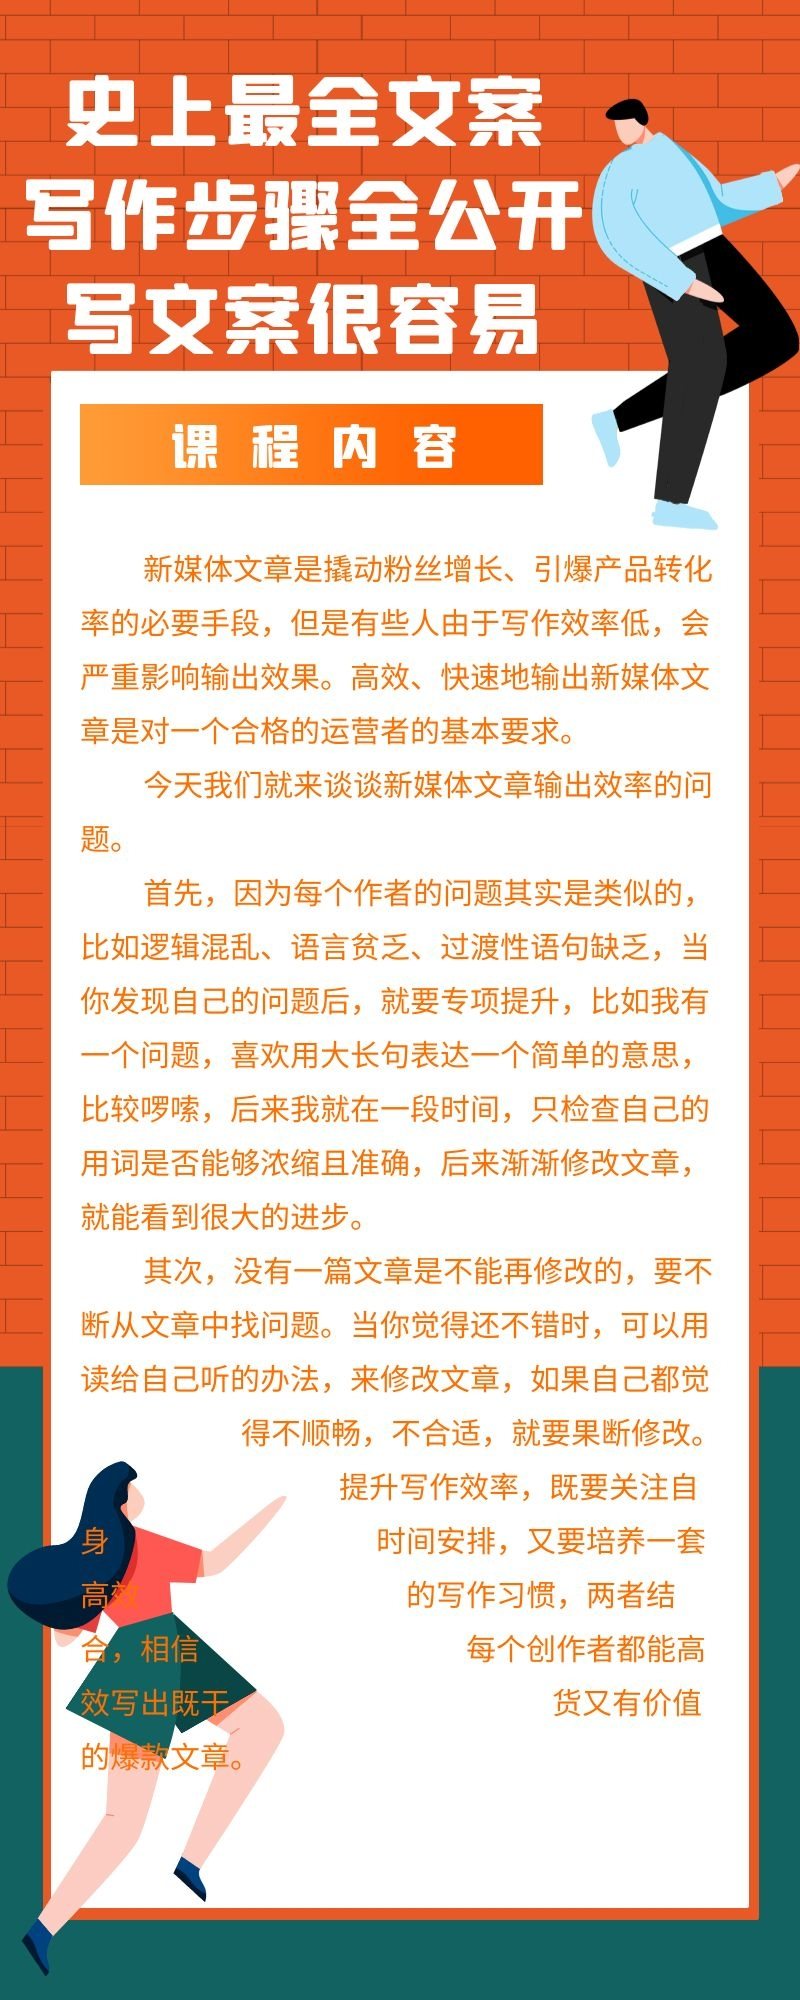 史上最全文案
写作步骤全公开
写文案很容易
课程内容
新媒体文章是撬动粉丝增长、引爆产品转化
率的必要手段，但是有些人由于写作效率低，会
严重影响输出效果。高效、快速地输出新媒体文
章是对一个合格的运营者的基本要求。
今天我们就来谈谈新媒体文章输出效率的问
题。
首先，因为每个作者的问题其实是类似的，
比如逻辑混乱、语言贫乏、过渡性语句缺乏，当
你发现自己的问题后，就要专项提升，比如我有
一个问题，喜欢用大长句表达一个简单的意思，
比较啰嗦，后来我就在一段时间，只检查自己的
用词是否能够浓缩且准确，后来渐渐修改文章，
就能看到很大的进步。
其次，没有一篇文章是不能再修改的，要不
断从文章中找问题。当你觉得还不错时，可以用
读给自己听的办法，来修改文章，如果自己都觉
得不顺畅，不合适，就要果断修改。
提升写作效率，既要关注自
身 时间安排，又要培养一套
高效 的写作习惯，两者结
合，相信 每个创作者都能高
效写出既干 货又有价值
的爆款文章。